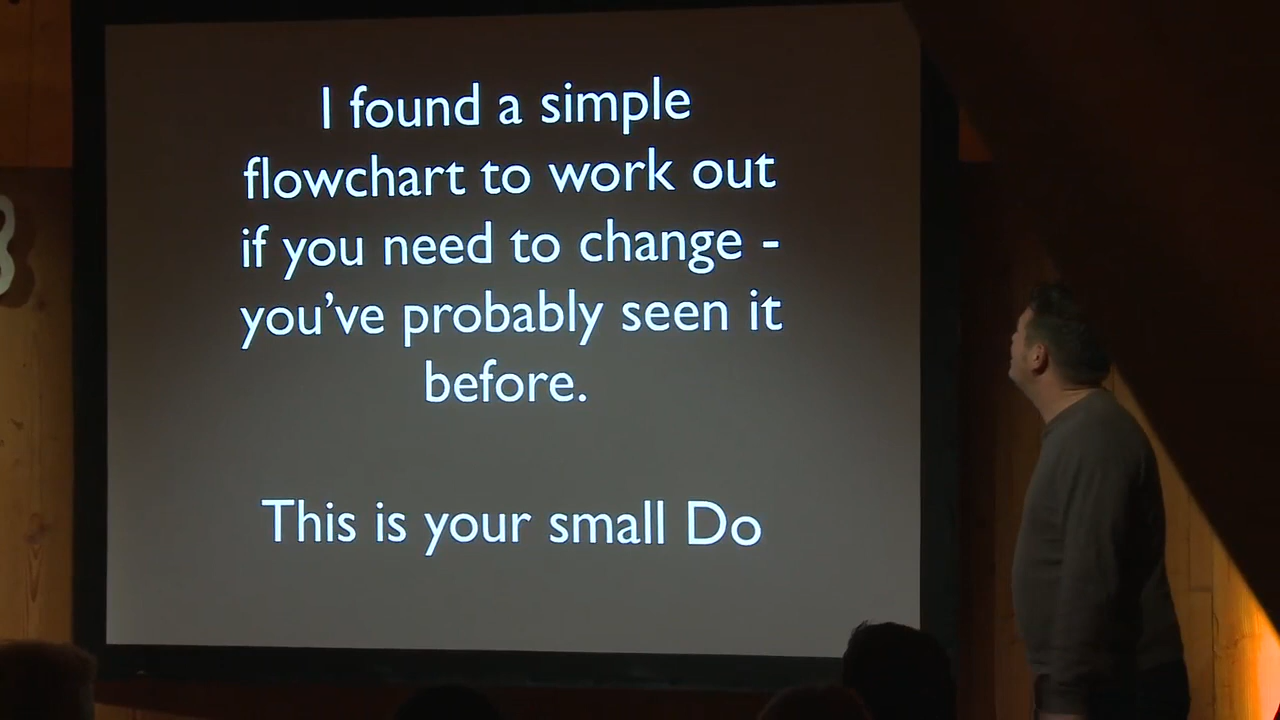 I found a simple
flowchart to work out
if you need to change -
you've probably seen it
before.
This is your small Do